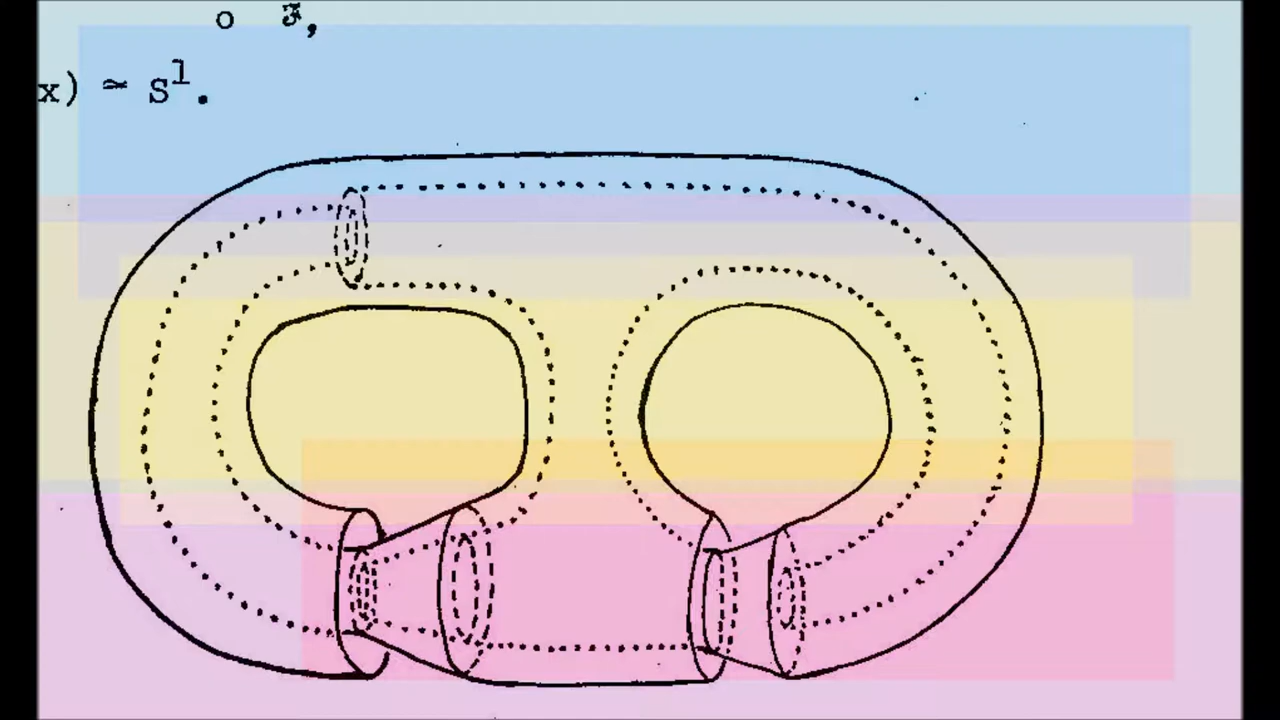 o ℱ,
x) ≃ S¹.